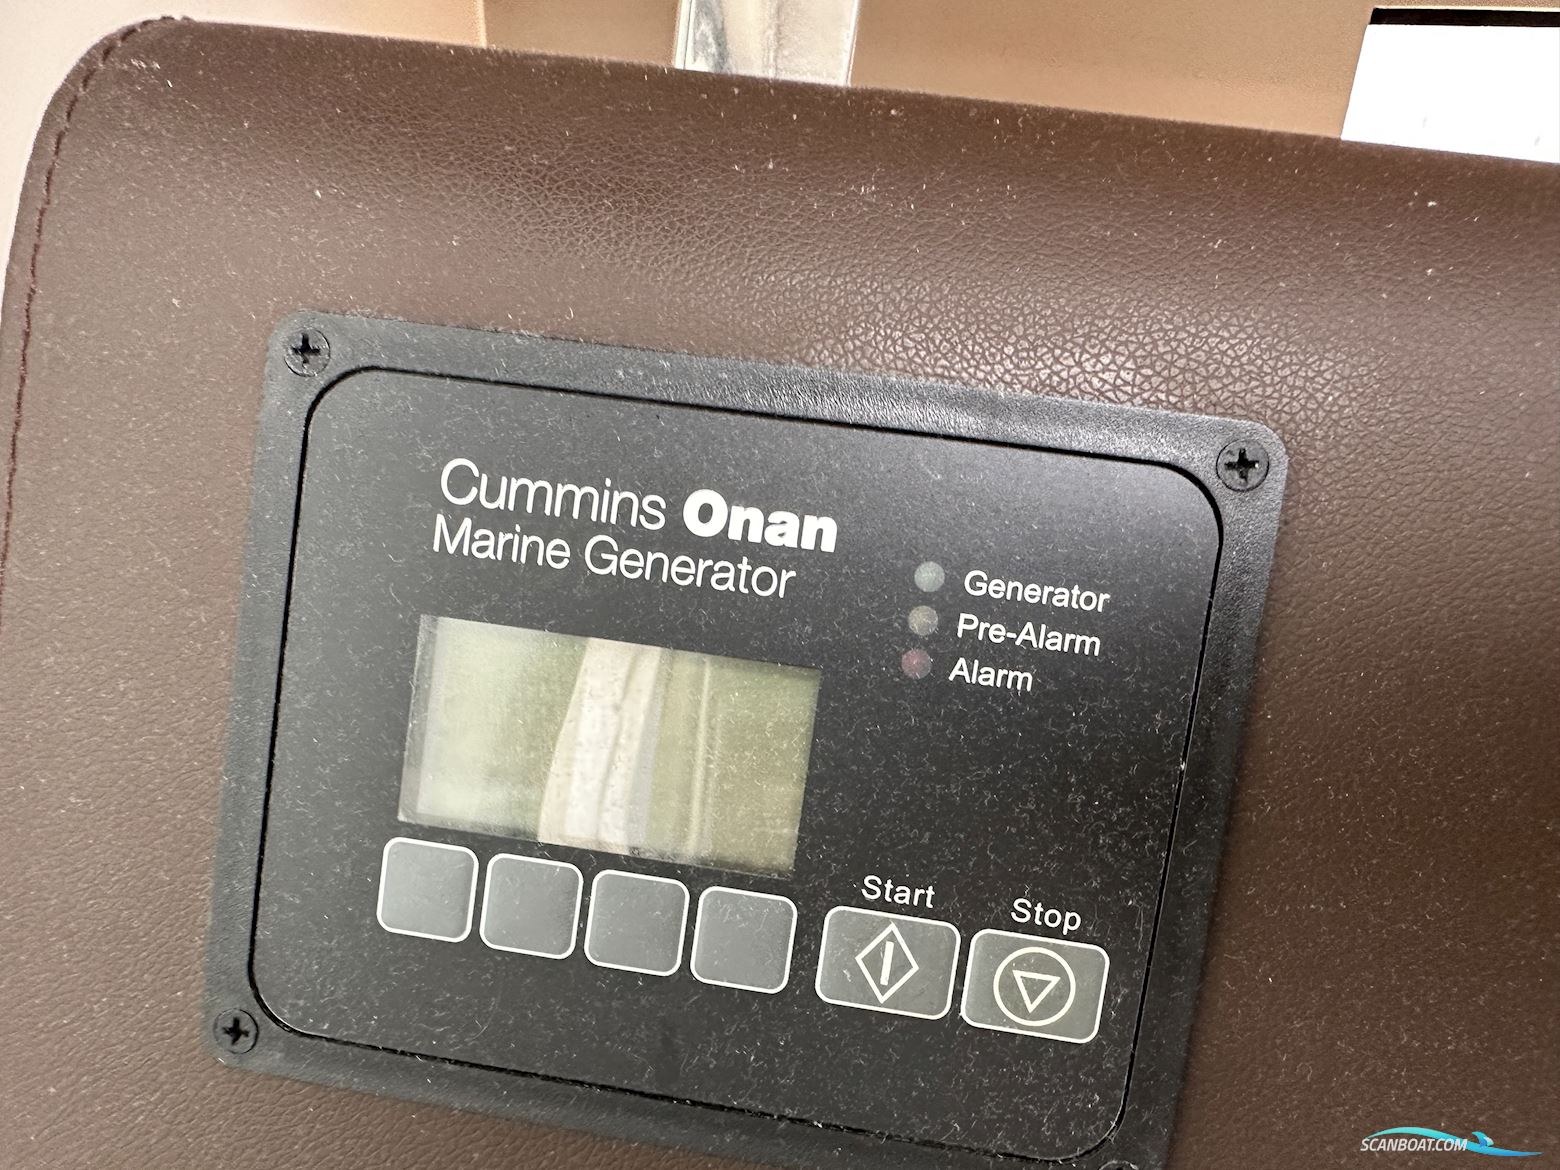 Cummins Onan
Marine Generator
Generator
Pre-Alarm
Alarm
Start
Stop
SCANBOAT.COM